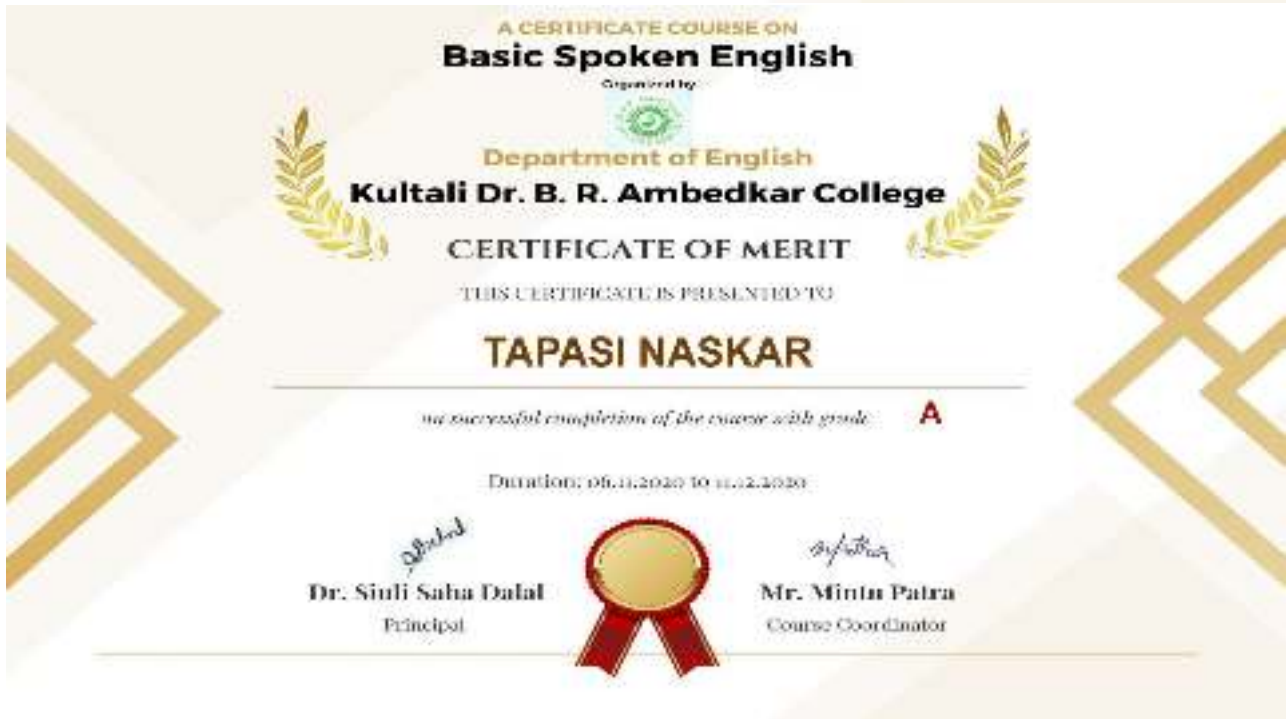 A CERTIFICATE COURSE ON
Basic Spoken English
Organized by
Department of English
Kultali Dr. B. R. Ambedkar College
CERTIFICATE OF MERIT
THIS CERTIFICATE IS PRESENTED TO
TAPASI NASKAR
on successful completion of the course with grade A
Duration: 06.11.2020 to 11.12.2020
Dr. Siuli Saha Dalal
Mr. Mintu Patra
Principal
Course Coordinator